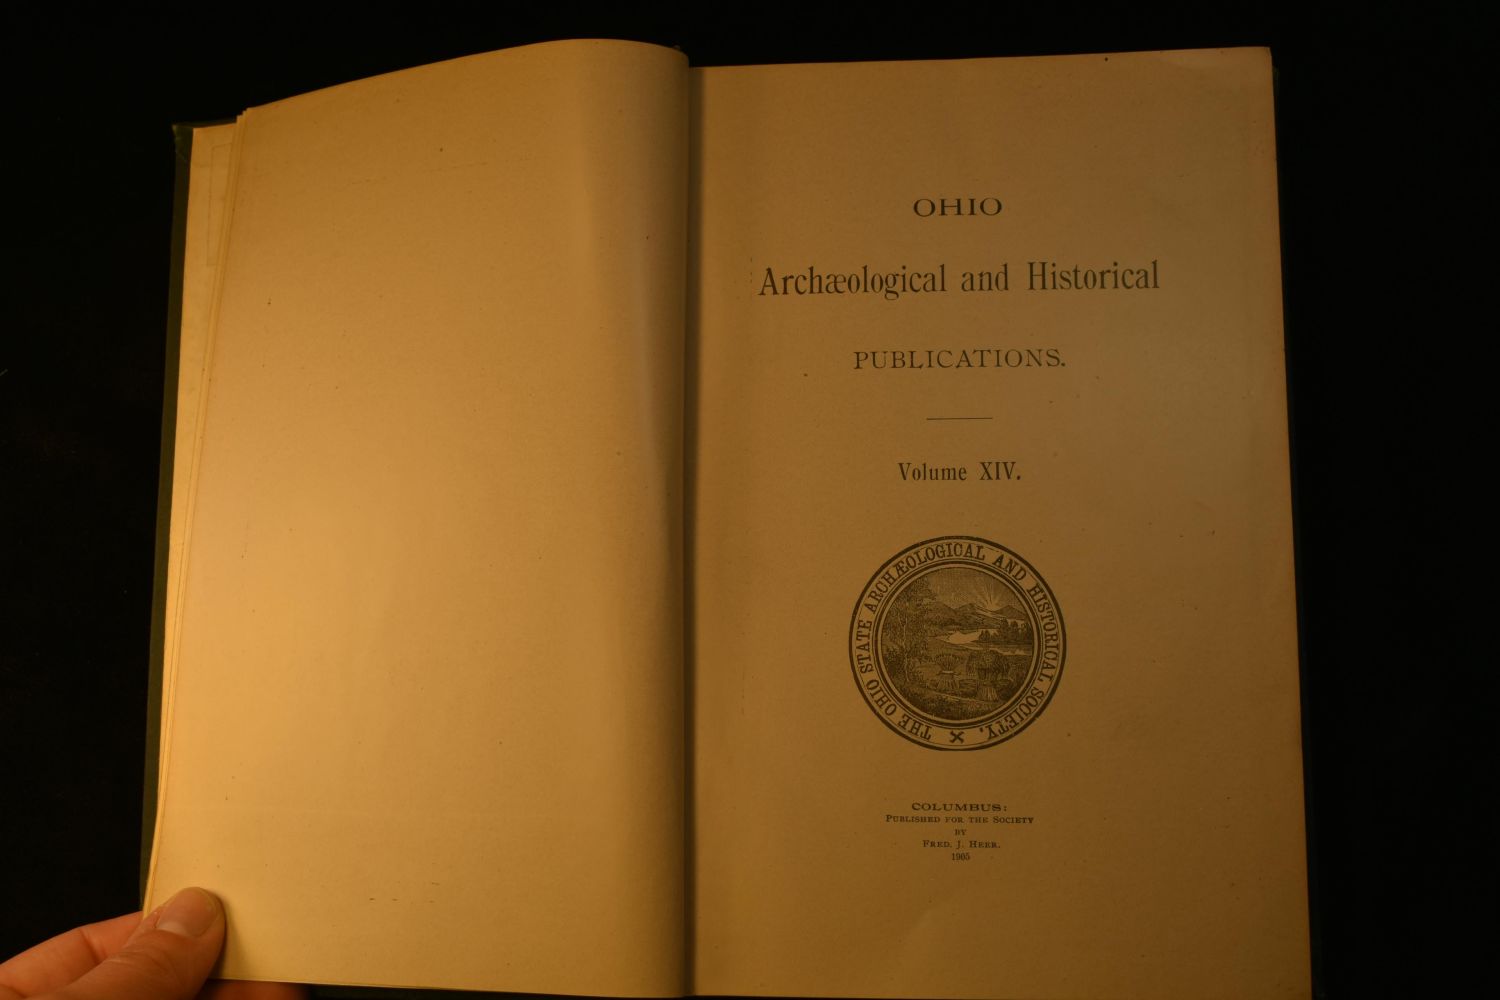 OHIO
Archæological and Historical
PUBLICATIONS.
Volume XIV.
THE OHIO STATE ARCHÆOLOGICAL AND HISTORICAL SOCIETY.
COLUMBUS:
PUBLISHED FOR THE SOCIETY
BY
FRED. J. HEER.
1905